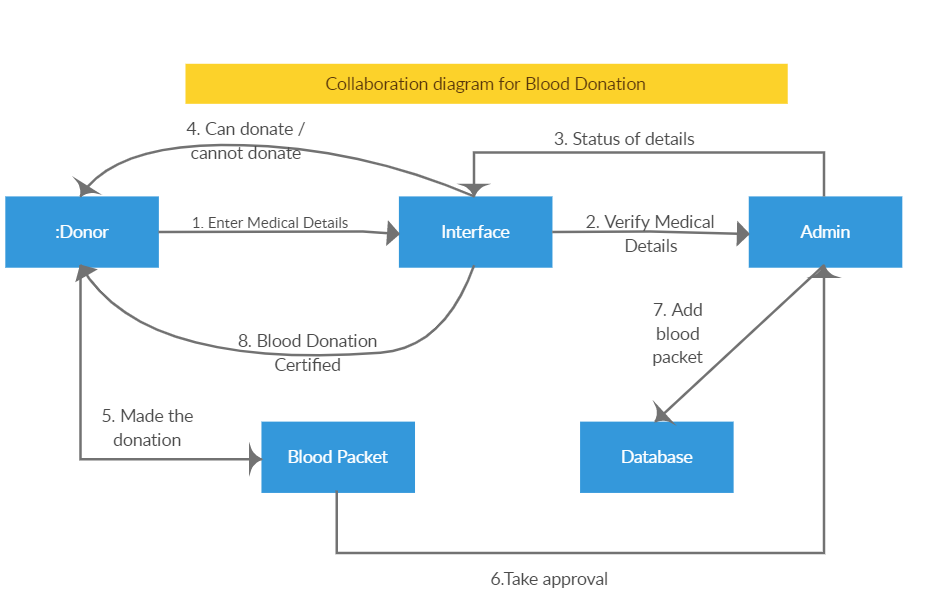 Collaboration diagram for Blood Donation
4. Can donate /
cannot donate
3. Status of details
:Donor
1. Enter Medical Details
Interface
2. Verify Medical
Details
Admin
8. Blood Donation
Certified
7. Add
blood
packet
5. Made the
donation
Blood Packet
Database
6.Take approval